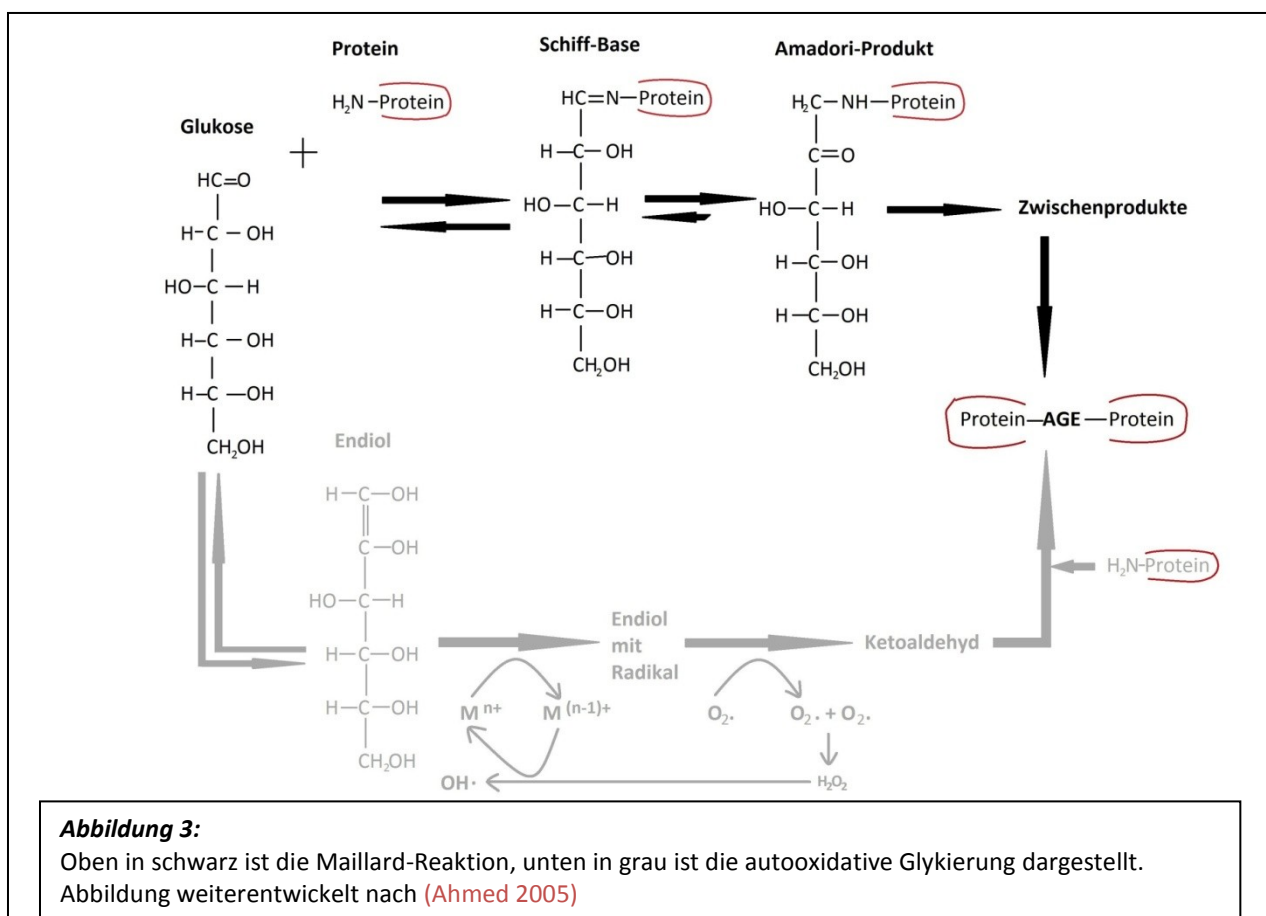 Protein
Schiff-Base
Amadori-Produkt
H₂N–Protein
HC=N–Protein
H₂C–NH–Protein
Glukose
+
H–C–OH
C=O
HC=O
HO–C–H
HO–C–H
Zwischenprodukte
H–C–OH
H–C–OH
H–C–OH
HO–C–H
H–C–OH
H–C–OH
H–C–OH
CH₂OH
CH₂OH
H–C–OH
Protein–AGE–Protein
CH₂OH
Endiol
H–C–OH
C–OH
H₂N–Protein
HO–C–H
Endiol
mit
Radikal
Ketoaldehyd
H–C–OH
H–C–OH
Mⁿ⁺
M⁽ⁿ⁻¹⁾⁺
O₂.
O₂. + O₂.
CH₂OH
OH·
H₂O₂
Abbildung 3:
Oben in schwarz ist die Maillard-Reaktion, unten in grau ist die autooxidative Glykierung dargestellt.
Abbildung weiterentwickelt nach (Ahmed 2005)